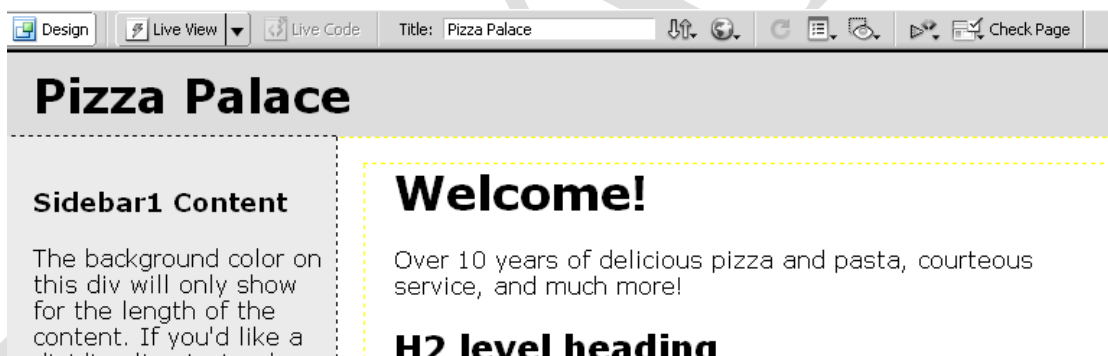 Design Live View Live Code Title: Pizza Palace Check Page
Pizza Palace
Sidebar1 Content
The background color on
this div will only show
for the length of the
content. If you'd like a
Welcome!
Over 10 years of delicious pizza and pasta, courteous
service, and much more!
H2 level heading